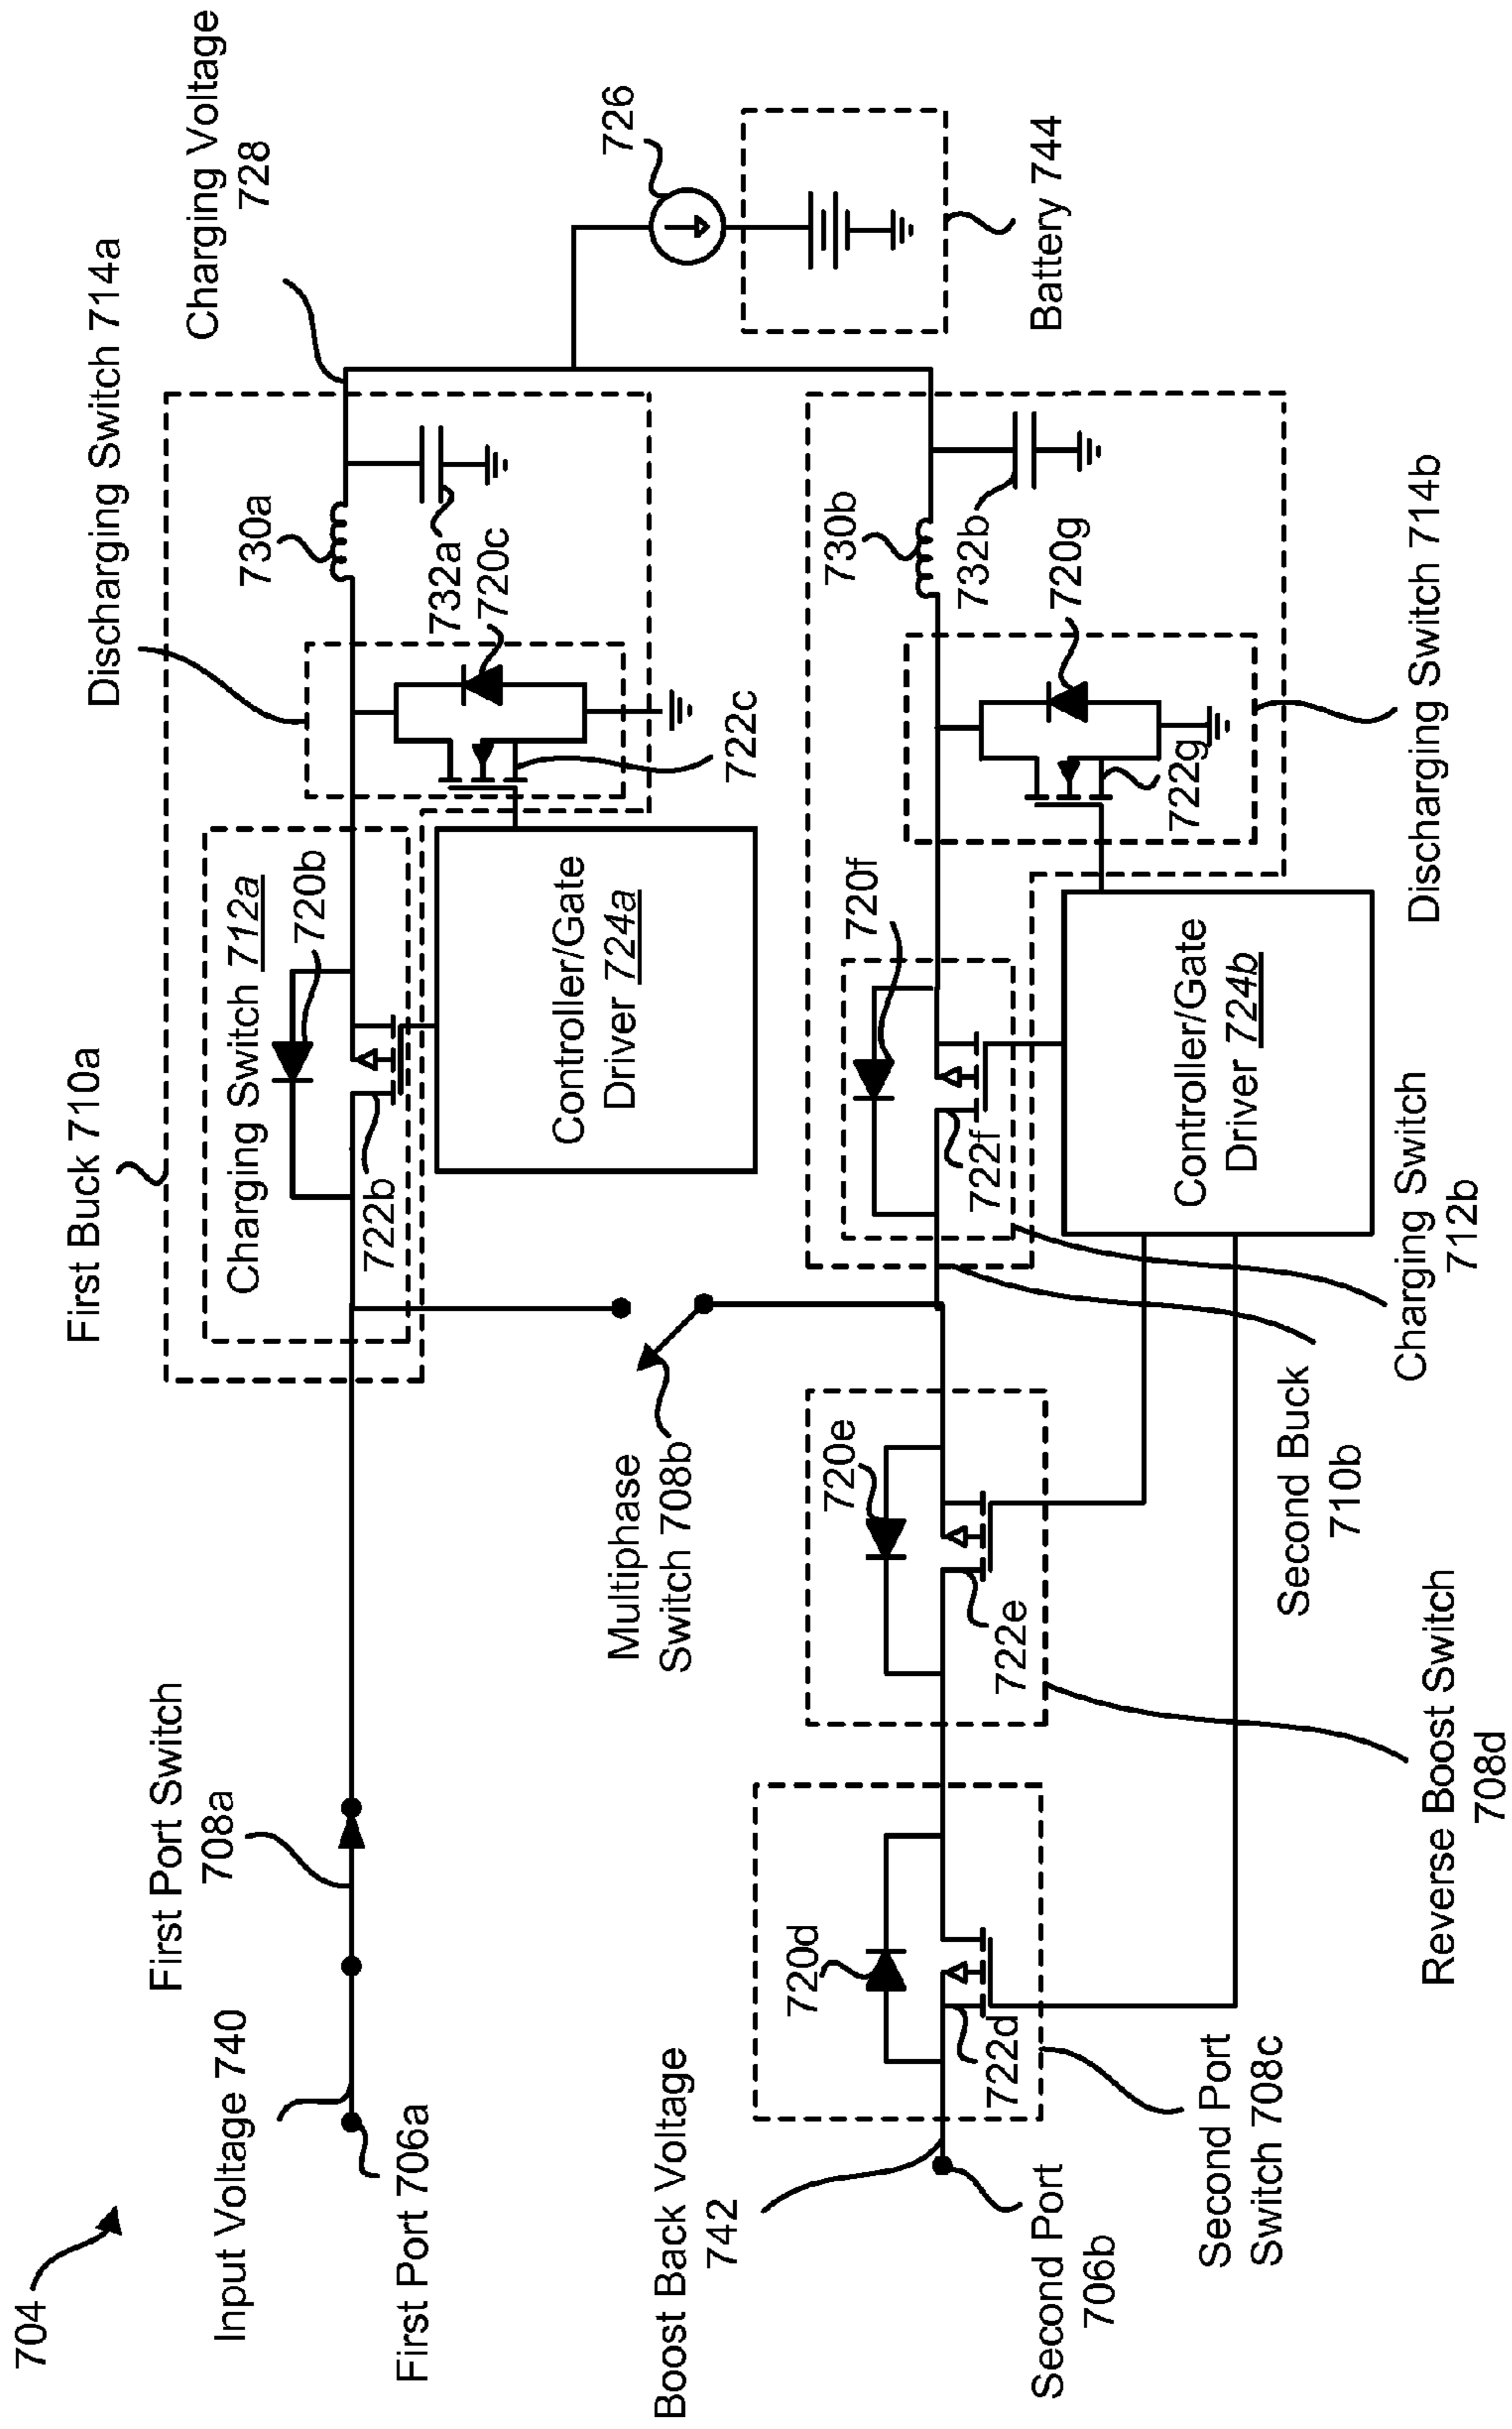 704
Input Voltage 740
First Port 706a
First Port Switch
708a
First Buck 710a
Charging Switch 712a
720b
722b
Controller/Gate
Driver 724a
Discharging Switch 714a
730a
732a
720c
722c
Charging Voltage
728
726
Battery 744
Multiphase
Switch 708b
Boost Back Voltage
742
Second Port
706b
720d
722d
Second Port
Switch 708c
720e
722e
Reverse Boost Switch
708d
720f
722f
Second Buck
710b
Charging Switch
712b
Controller/Gate
Driver 724b
730b
732b
720g
722g
Discharging Switch 714b